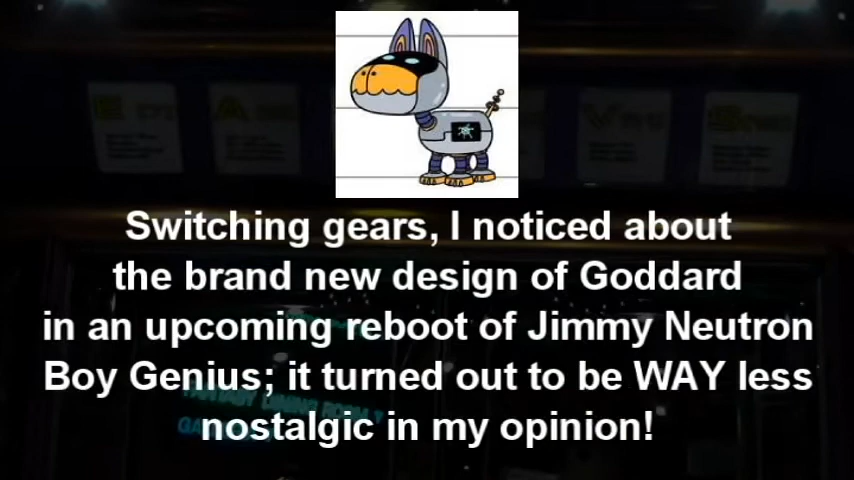 Switching gears, I noticed about
the brand new design of Goddard
in an upcoming reboot of Jimmy Neutron
Boy Genius; it turned out to be WAY less
nostalgic in my opinion!